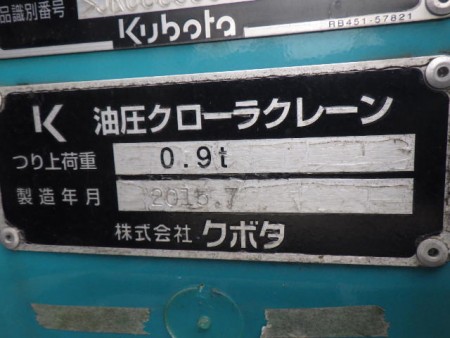 品識別番号
Kubota
RB451-57821
油圧クローラクレーン
つり上荷重 0.9t
製造年月
株式会社 クボタ